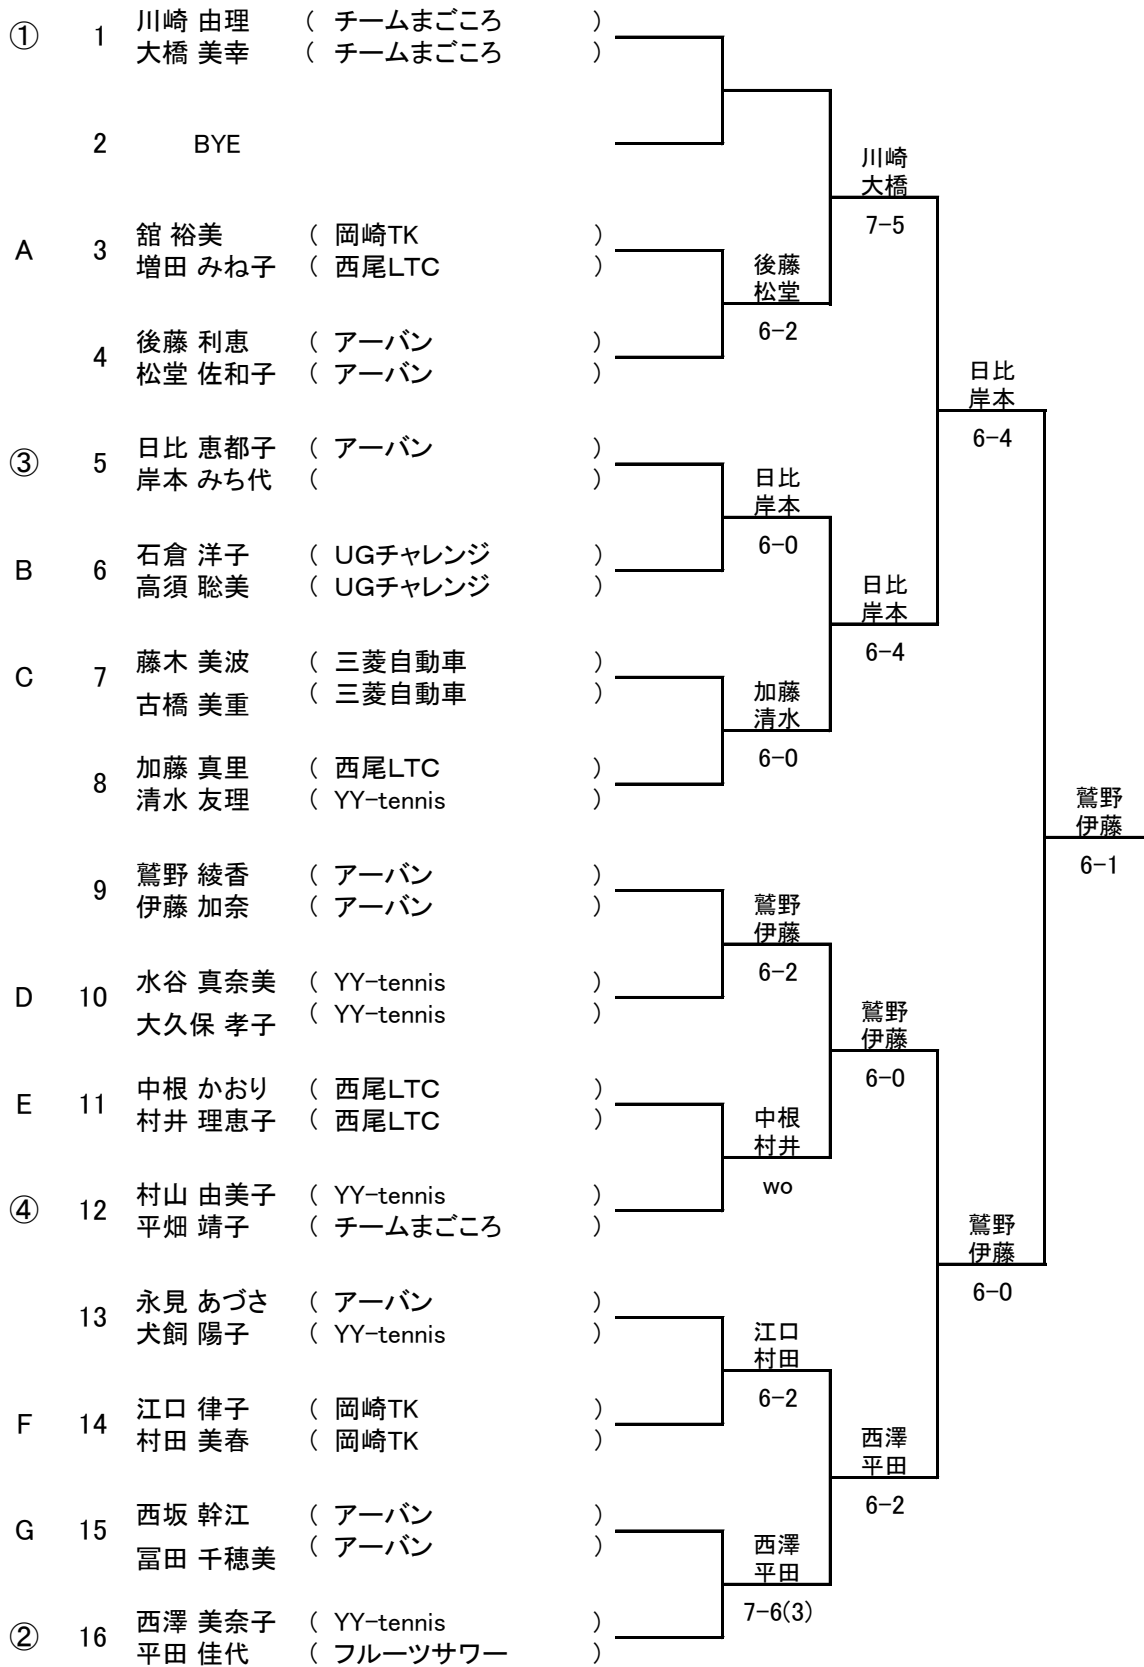 ① 1 川崎 由理 ( チームまごころ )
大橋 美幸 ( チームまごころ )
2 BYE
川崎
大橋
7-5
A 3 舘 裕美 ( 岡崎TK )
増田 みね子 ( 西尾LTC )
後藤
松堂
6-2
4 後藤 利恵 ( アーバン )
松堂 佐和子 ( アーバン )
日比
岸本
6-4
③ 5 日比 恵都子 ( アーバン )
岸本 みち代 ( )
日比
岸本
6-0
B 6 石倉 洋子 ( UGチャレンジ )
高須 聡美 ( UGチャレンジ )
日比
岸本
6-4
C 7 藤木 美波 ( 三菱自動車 )
古橋 美重 ( 三菱自動車 )
加藤
清水
6-0
8 加藤 真里 ( 西尾LTC )
清水 友理 ( YY-tennis )
鷲野
伊藤
6-1
9 鷲野 綾香 ( アーバン )
伊藤 加奈 ( アーバン )
鷲野
伊藤
6-2
D 10 水谷 真奈美 ( YY-tennis )
大久保 孝子 ( YY-tennis )
鷲野
伊藤
6-0
E 11 中根 かおり ( 西尾LTC )
村井 理恵子 ( 西尾LTC )
中根
村井
wo
④ 12 村山 由美子 ( YY-tennis )
平畑 靖子 ( チームまごころ )
鷲野
伊藤
6-0
13 永見 あづさ ( アーバン )
犬飼 陽子 ( YY-tennis )
江口
村田
6-2
F 14 江口 律子 ( 岡崎TK )
村田 美春 ( 岡崎TK )
西澤
平田
6-2
G 15 西坂 幹江 ( アーバン )
冨田 千穂美 ( アーバン )
西澤
平田
7-6(3)
② 16 西澤 美奈子 ( YY-tennis )
平田 佳代 ( フルーツサワー )